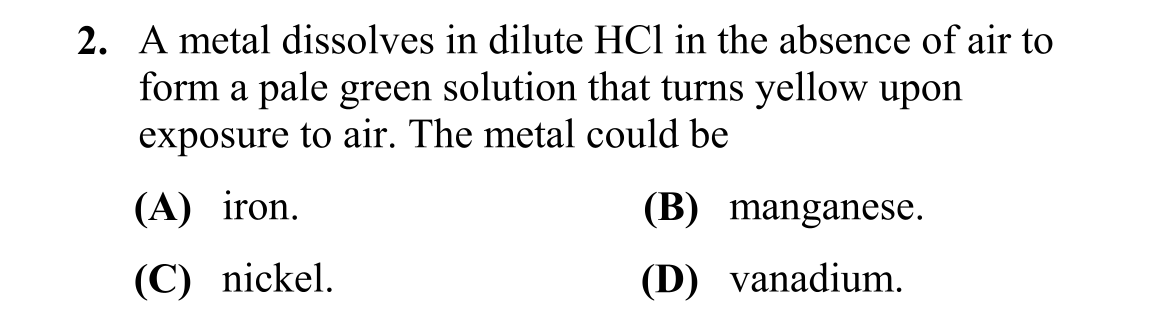 2. A metal dissolves in dilute HCl in the absence of air to
form a pale green solution that turns yellow upon
exposure to air. The metal could be
(A) iron. (B) manganese.
(C) nickel. (D) vanadium.